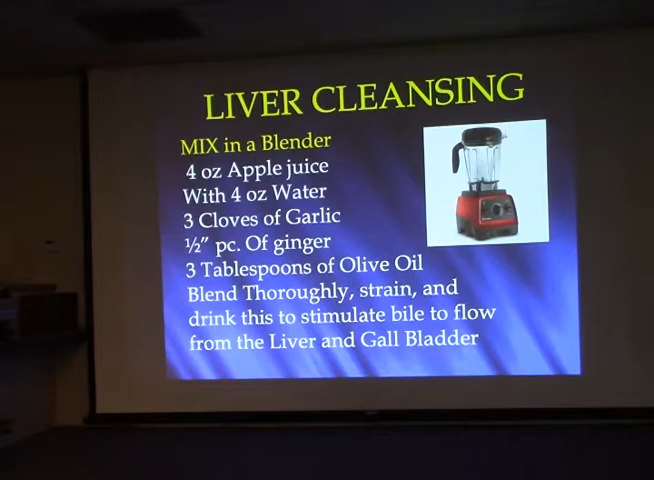 LIVER CLEANSING
MIX in a Blender
4 oz Apple juice
With 4 oz Water
3 Cloves of Garlic
½” pc. Of ginger
3 Tablespoons of Olive Oil
Blend Thoroughly, strain, and
drink this to stimulate bile to flow
from the Liver and Gall Bladder